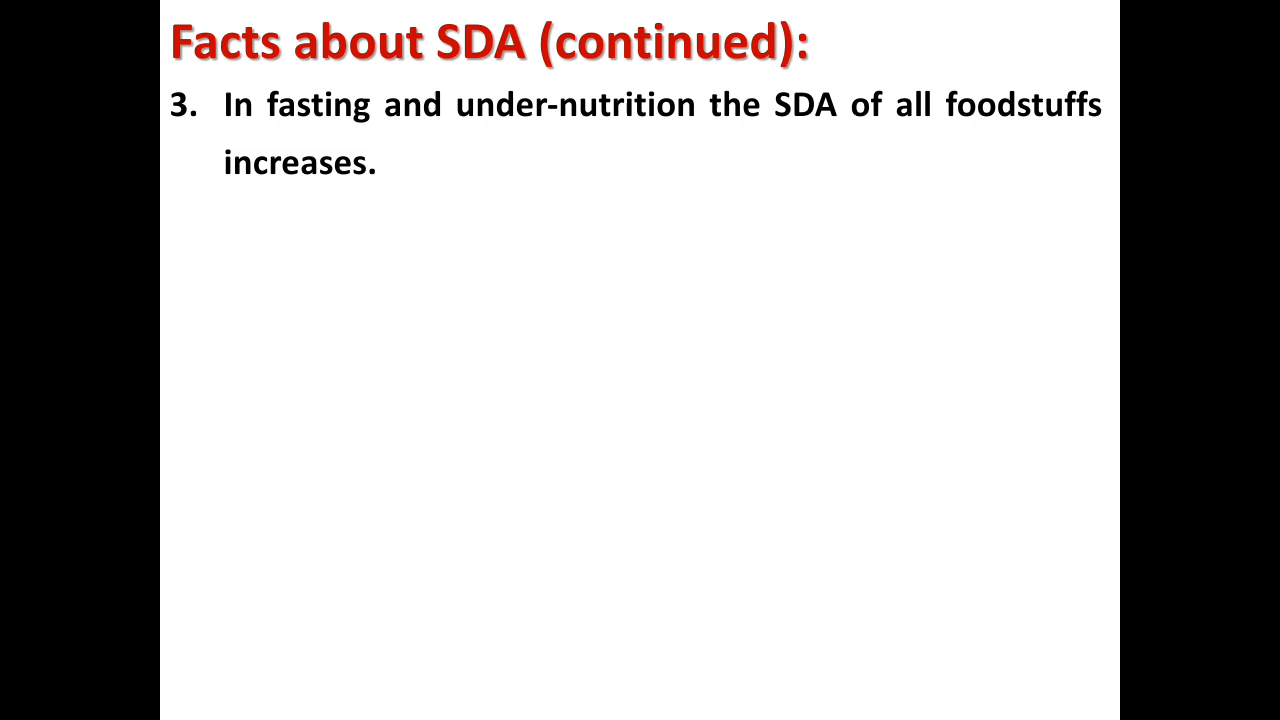 Facts about SDA (continued):
3. In fasting and under-nutrition the SDA of all foodstuffs
increases.